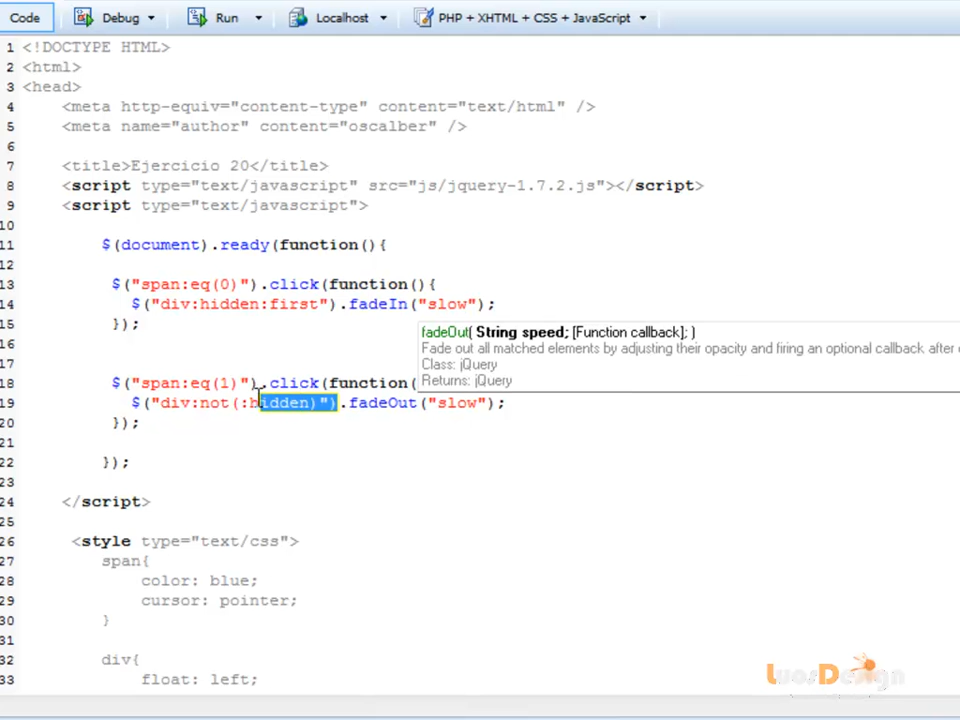 Code Debug Run Localhost PHP + XHTML + CSS + JavaScript
1 <!DOCTYPE HTML>
2 <html>
3 <head>
4 <meta http-equiv="content-type" content="text/html" />
5 <meta name="author" content="oscalber" />
6
7 <title>Ejercicio 20</title>
8 <script type="text/javascript" src="js/jquery-1.7.2.js"></script>
9 <script type="text/javascript">
10
11 $(document).ready(function(){
12
13 $("span:eq(0)").click(function(){
14 $("div:hidden:first").fadeIn("slow");
15 });
16
fadeOut( String speed; [Function callback]; )
Fade out all matched elements by adjusting their opacity and firing an optional callback after
17
Class: jQuery
18 $("span:eq(1)").click(function(
Returns: jQuery
19 $("div:not(:hidden)").fadeOut("slow");
20 });
21
22 });
23
24 </script>
25
26 <style type="text/css">
27 span{
28 color: blue;
29 cursor: pointer;
30 }
31
32 div{
33 float: left;
LuosDesign